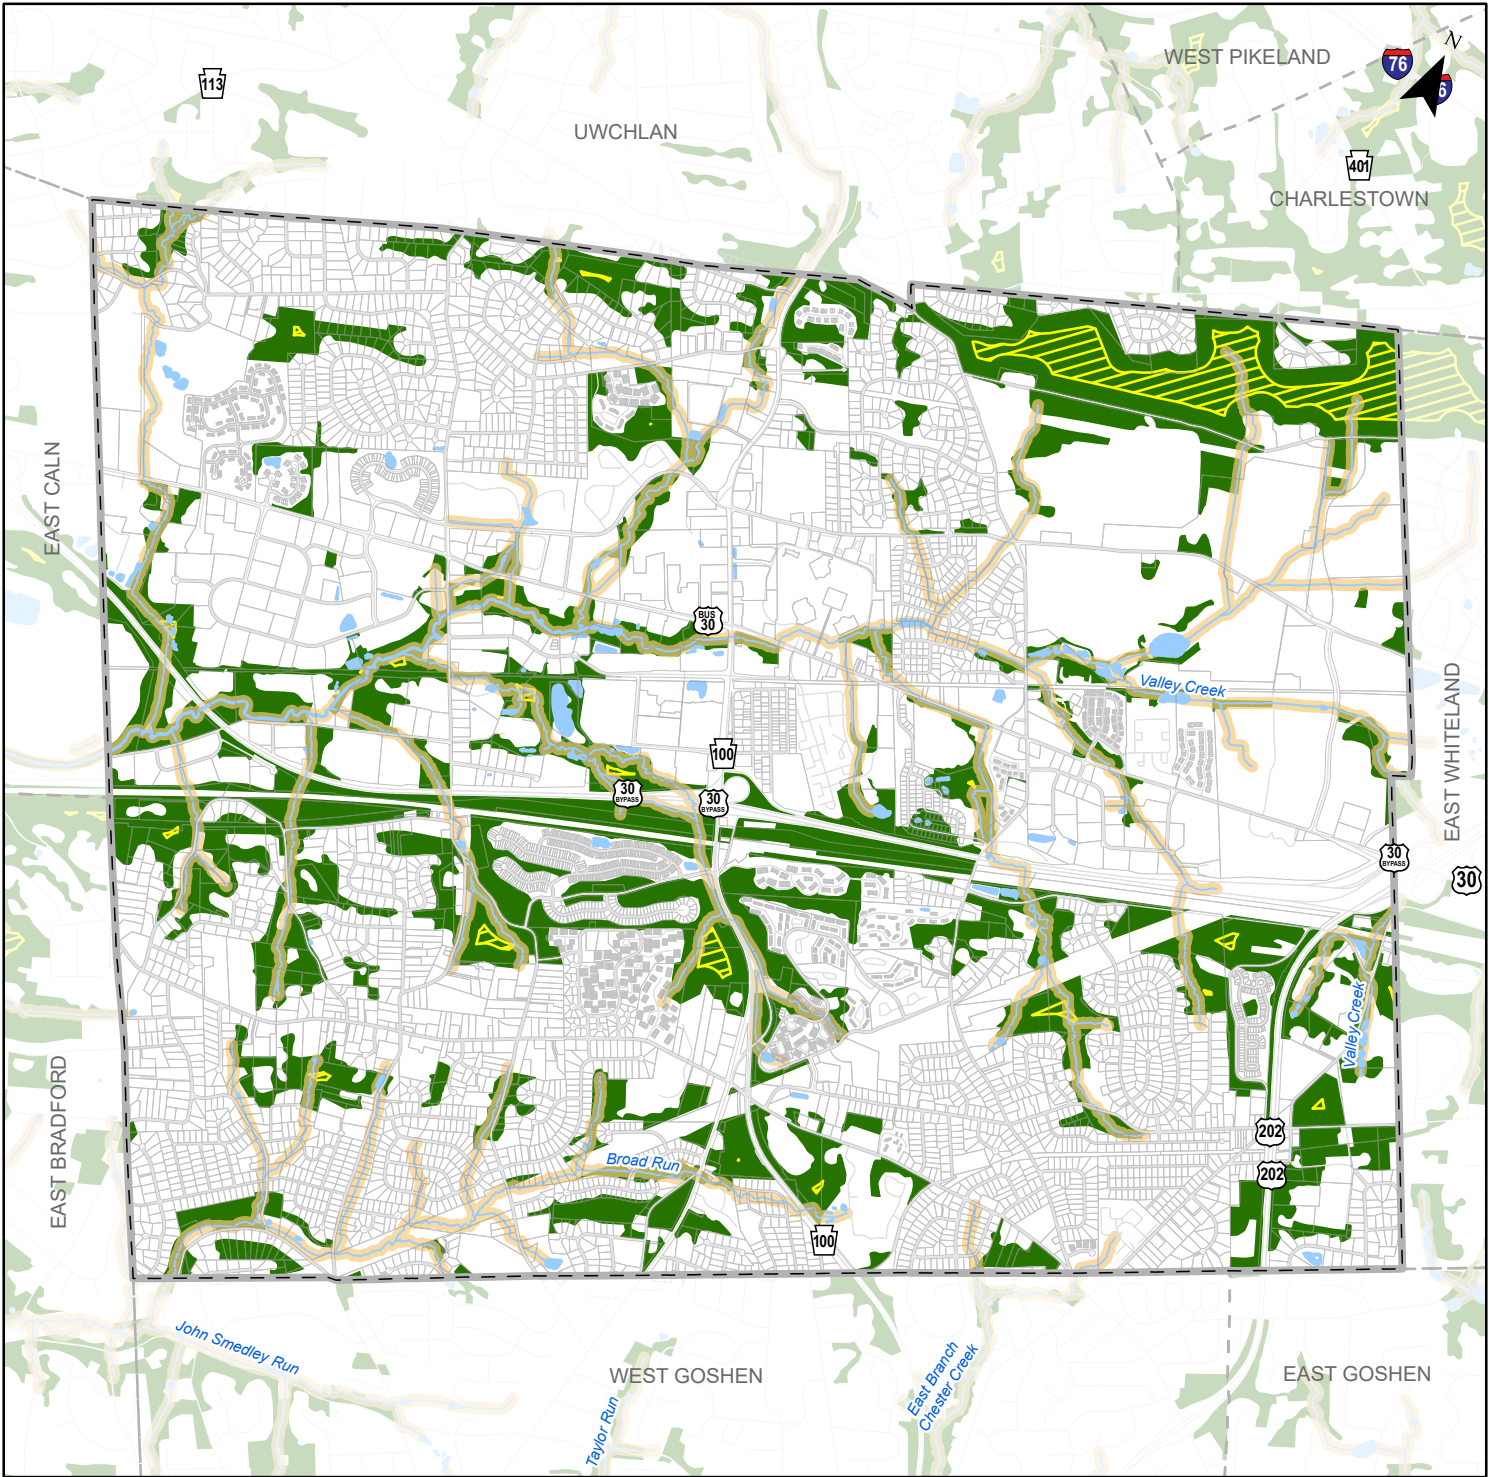 N
WEST PIKELAND
76
6
113
UWCHLAN
401
CHARLESTOWN
EAST CALN
BUS
30
Valley Creek
EAST WHITELAND
100
30
BYPASS
30
BYPASS
30
BYPASS
30
Valley Creek
EAST BRADFORD
202
Broad Run
202
100
John Smedley Run
WEST GOSHEN
East Branch
Chester Creek
EAST GOSHEN
Taylor Run